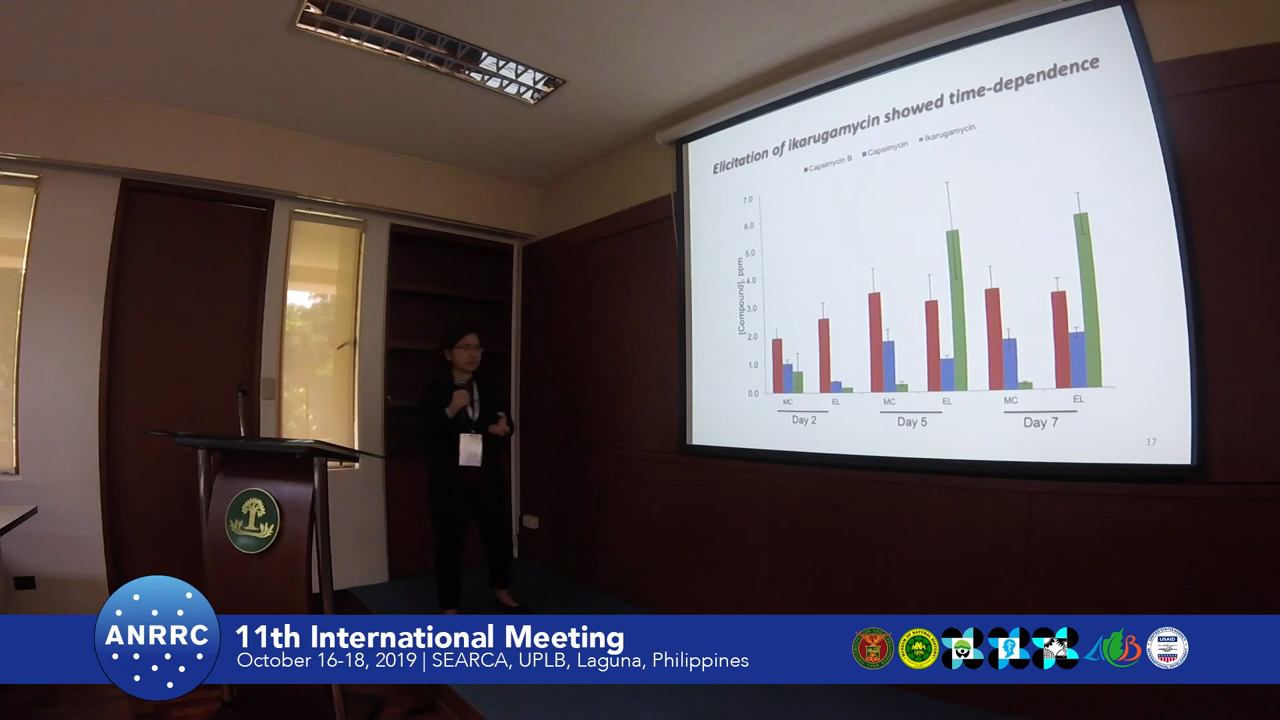 Elicitation of ikarugamycin showed time-dependence
Capsimycin B Capsimycin Ikarugamycin
[Compound], ppm
7.0
6.0
5.0
4.0
3.0
2.0
1.0
0.0
MC EL MC EL MC EL
Day 2 Day 5 Day 7
17
ANRRC
11th International Meeting
October 16-18, 2019 | SEARCA, UPLB, Laguna, Philippines
USAID